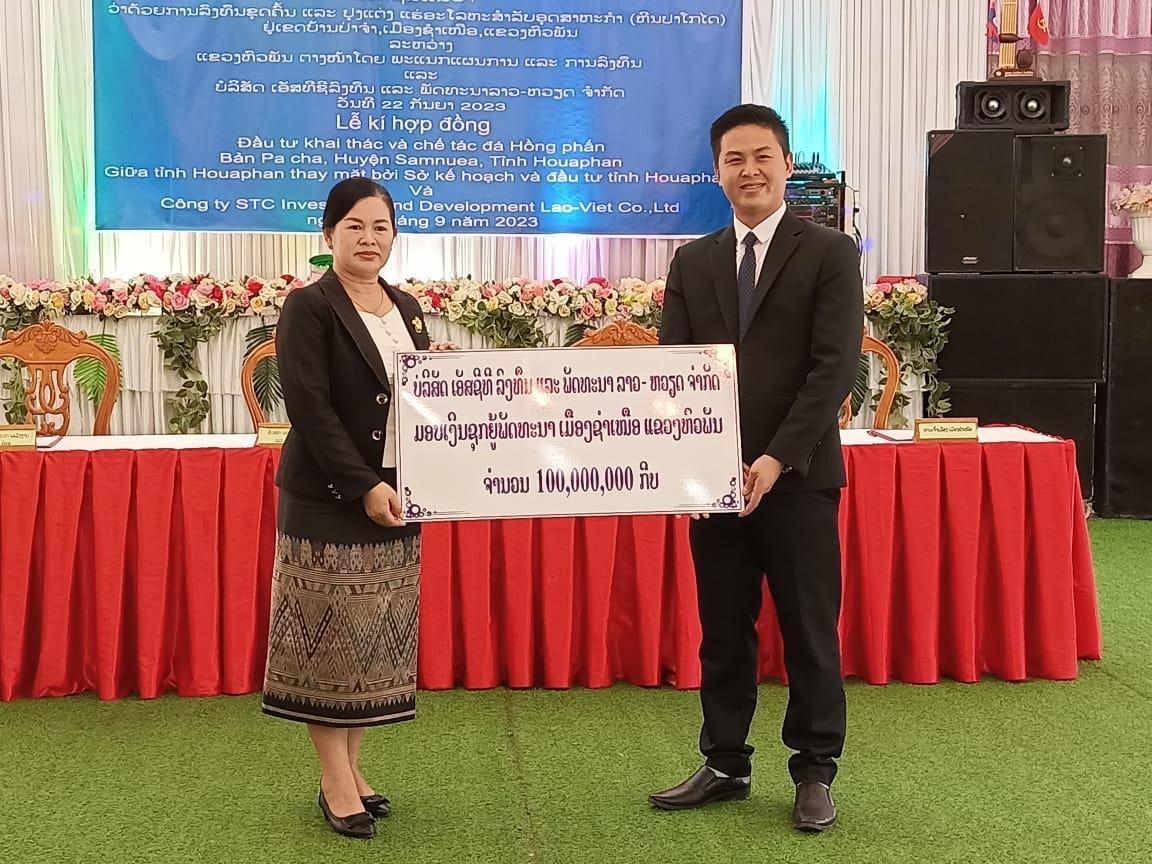 ວ່າດ້ວຍການລົງທຶນຂຸດຄົ້ນ ແລະ ປຸງແຕ່ງ ແຮ່ອະໂລຫະສຳລັບອຸດສາຫະກຳ (ຫີນປາໂກໄດ)
ຢູ່ເຂດບ້ານປ່າຈຳ,ເມືອງຊຳເໜືອ,ແຂວງຫົວພັນ
ລະຫວ່າງ
ແຂວງຫົວພັນ ຕາງໜ້າໂດຍ ພະແນກແຜນການ ແລະ ການລົງທຶນ
ແລະ
ບໍລິສັດ ເອັສທີຊີລົງທຶນ ແລະ ພັດທະນາລາວ-ຫວຽດ ຈຳກັດ
ວັນທີ 22 ກັນຍາ 2023
Lễ kí hợp đồng
Đầu tư khai thác và chế tác đá Hồng phấn
Bản Pa cha, Huyện Samnuea, Tỉnh Houaphan
Giữa tỉnh Houaphan thay mặt bởi Sở kế hoạch và đầu tư tỉnh Houapha
Và
Công ty STC Inves nd Development Lao-Viet Co.,Ltd
ng 9 năm 2023
ບໍລິສັດ ເອັສຊີທີ ລົງທຶນ ແລະ ພັດທະນາ ລາວ- ຫວຽດ ຈຳກັດ
ມອບເງິນຊຸກຍູ້ພັດທະນາ ເມືອງຊຳເໜືອ ແຂວງຫົວພັນ
ຈຳນວນ 100,000,000 ກີບ